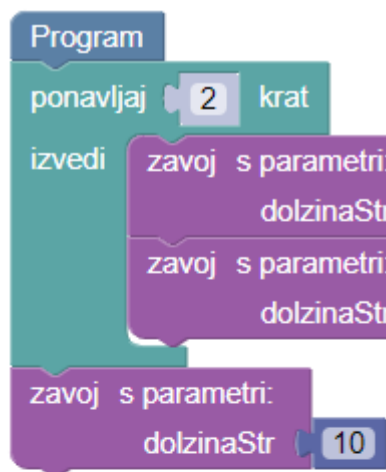 Program
ponavljaj 2 krat
izvedi zavoj s parametri:
dolzinaStr
zavoj s parametri:
dolzinaStr
zavoj s parametri:
dolzinaStr 10